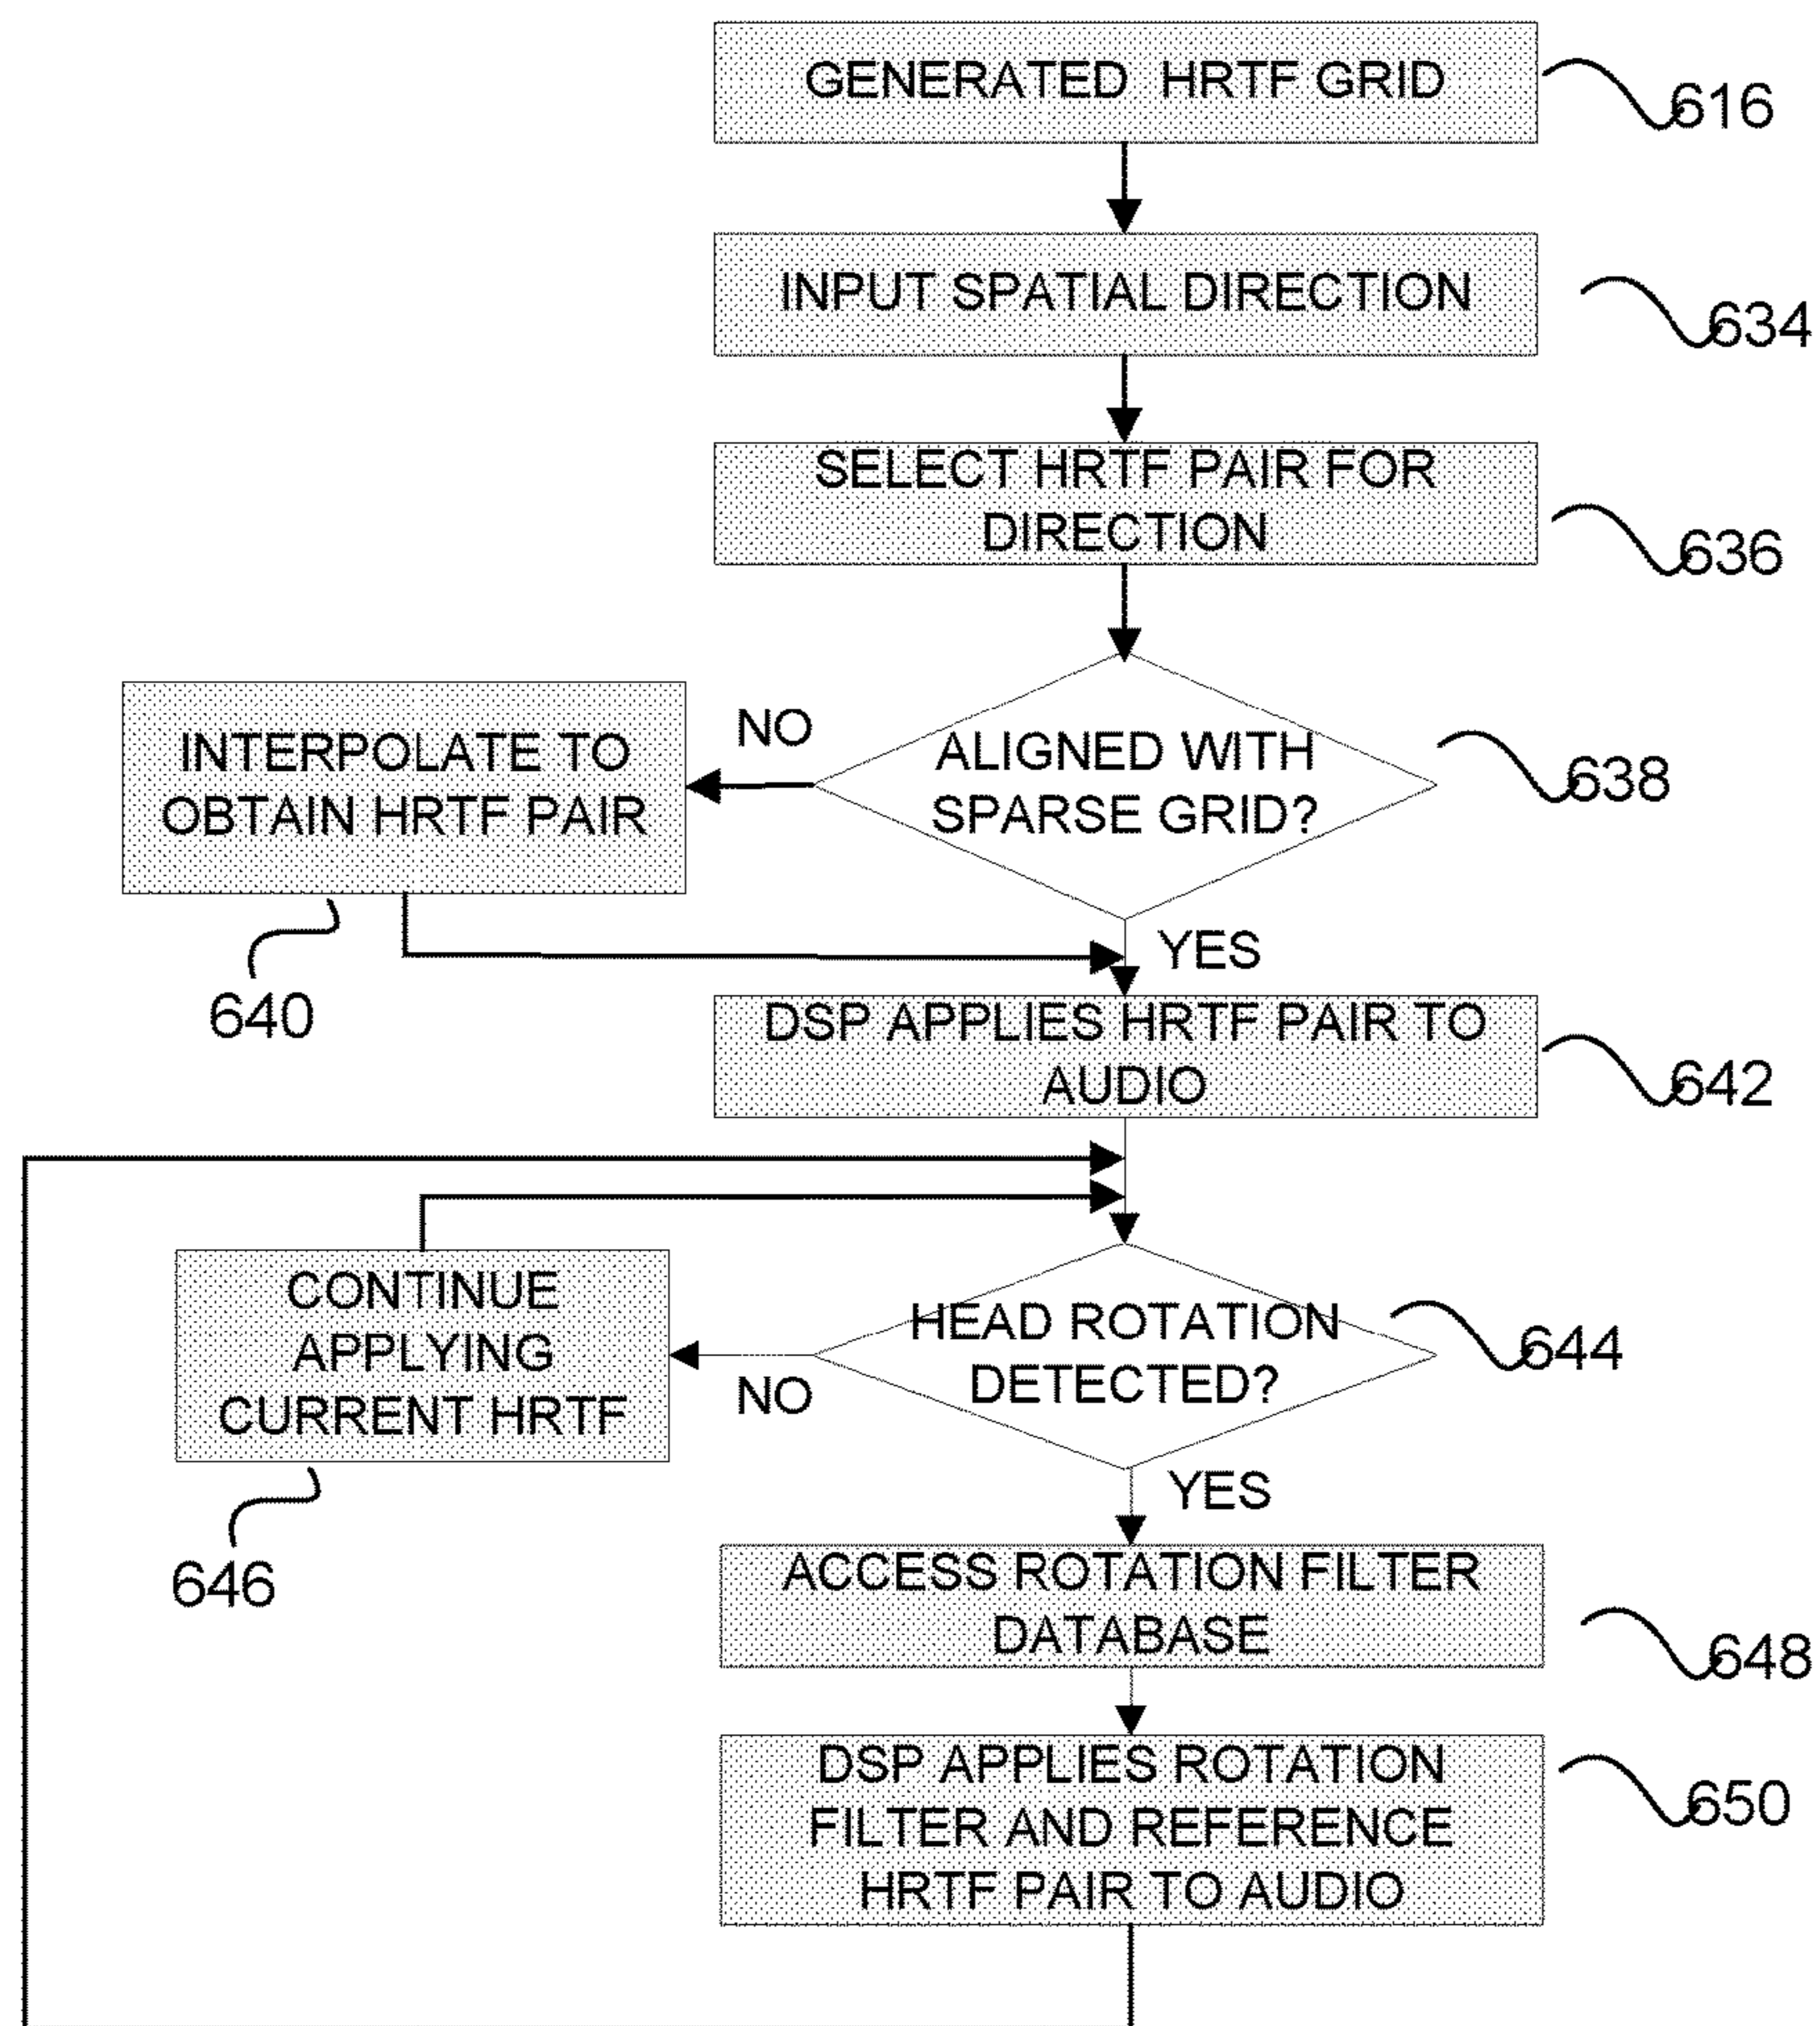 GENERATED HRTF GRID
616
INPUT SPATIAL DIRECTION
634
SELECT HRTF PAIR FOR
DIRECTION
636
ALIGNED WITH
SPARSE GRID?
638
NO
INTERPOLATE TO
OBTAIN HRTF PAIR
640
YES
DSP APPLIES HRTF PAIR TO
AUDIO
642
HEAD ROTATION
DETECTED?
644
NO
CONTINUE
APPLYING
CURRENT HRTF
646
YES
ACCESS ROTATION FILTER
DATABASE
648
DSP APPLIES ROTATION
FILTER AND REFERENCE
HRTF PAIR TO AUDIO
650